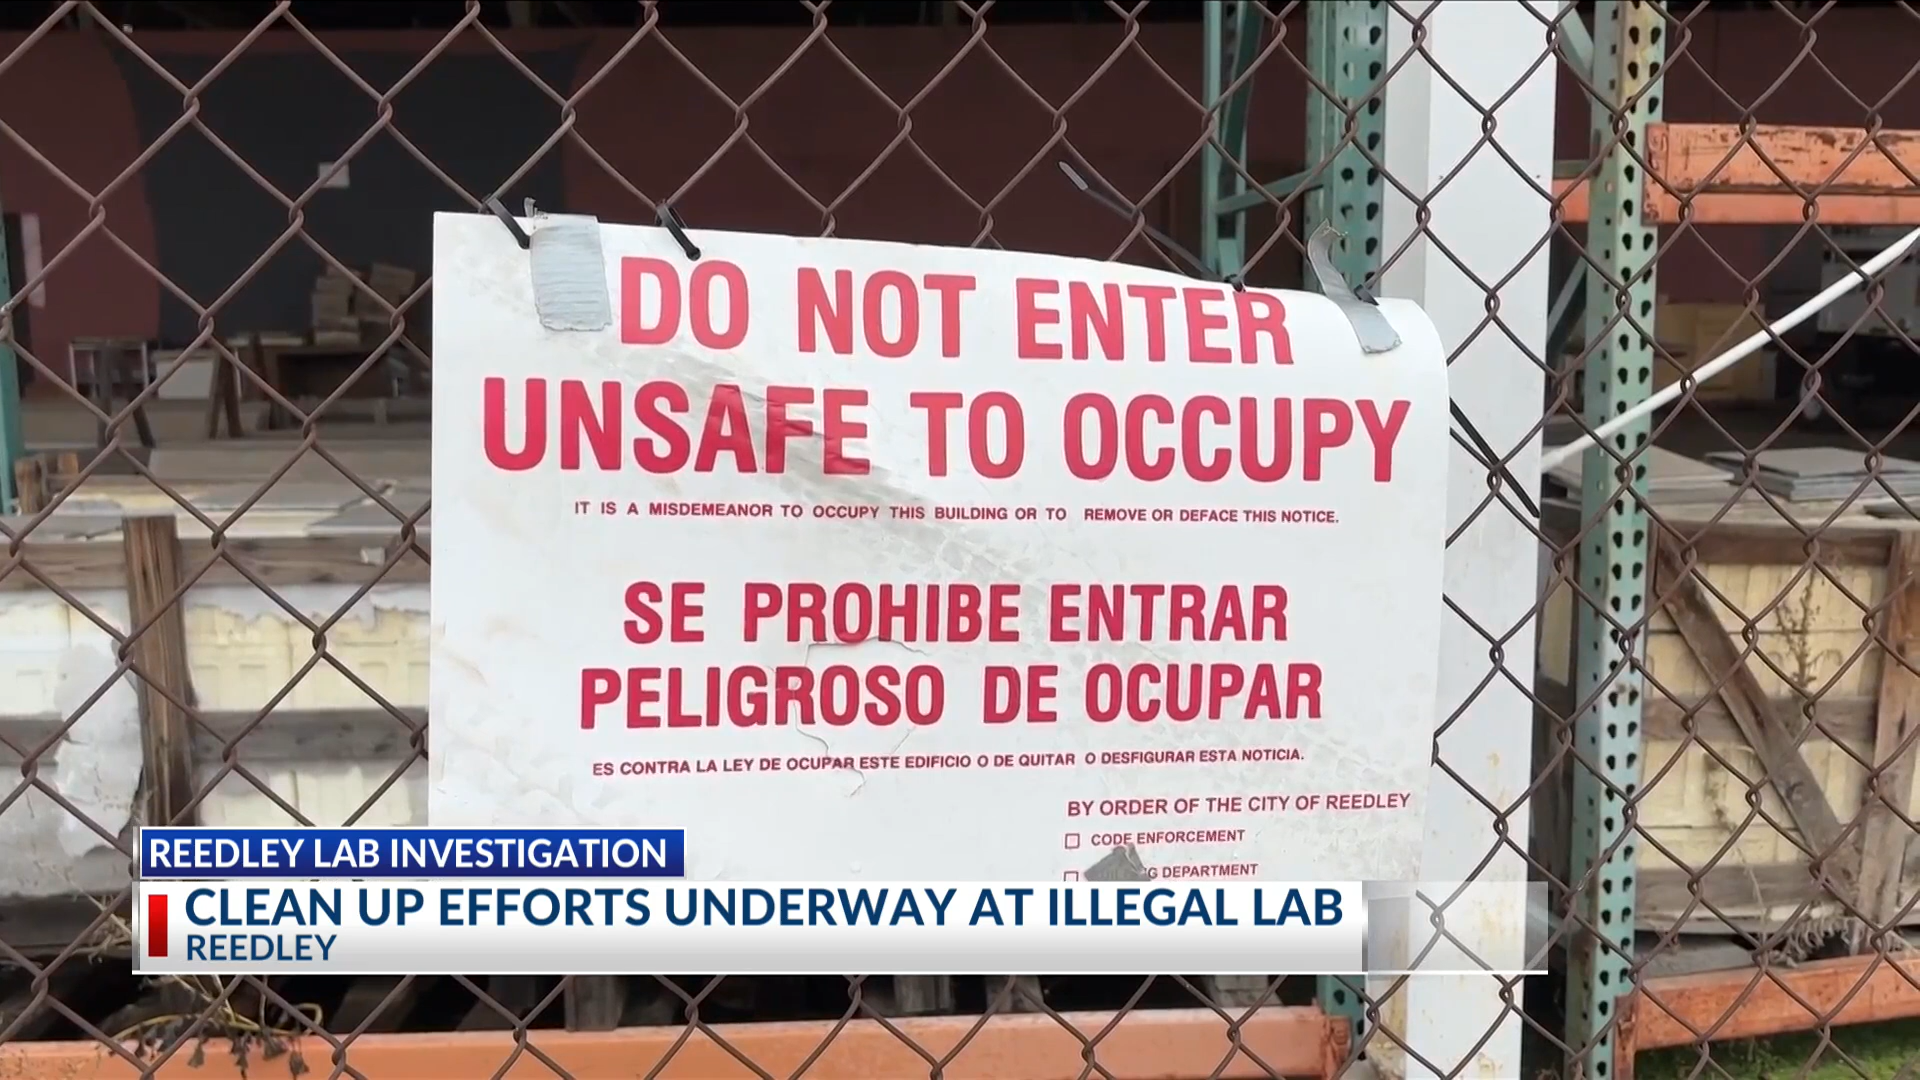 DO NOT ENTER
UNSAFE TO OCCUPY
IT IS A MISDEMEANOR TO OCCUPY THIS BUILDING OR TO REMOVE OR DEFACE THIS NOTICE.
SE PROHIBE ENTRAR
PELIGROSO DE OCUPAR
ES CONTRA LA LEY DE OCUPAR ESTE EDIFICIO O DE QUITAR O DESFIGURAR ESTA NOTICIA.
BY ORDER OF THE CITY OF REEDLEY
CODE ENFORCEMENT
DEPARTMENT
REEDLEY LAB INVESTIGATION
CLEAN UP EFFORTS UNDERWAY AT ILLEGAL LAB
REEDLEY